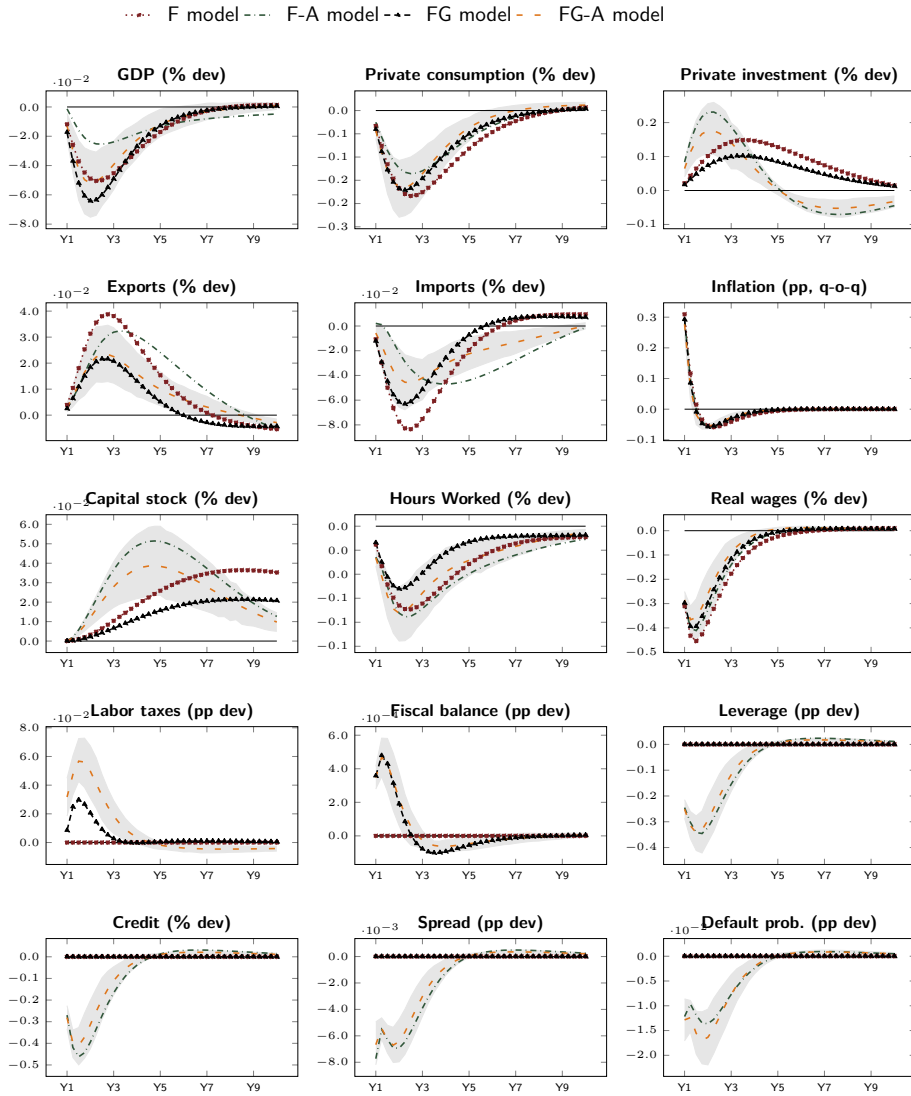 F model F-A model FG model FG-A model
GDP (% dev)
·10⁻²
0.0
−2.0
−4.0
−6.0
−8.0
Y1 Y3 Y5 Y7 Y9
Private consumption (% dev)
0.0
−0.1
−0.1
−0.2
−0.2
−0.3
Y1 Y3 Y5 Y7 Y9
Private investment (% dev)
0.2
0.1
0.0
−0.1
Y1 Y3 Y5 Y7 Y9
Exports (% dev)
·10⁻²
4.0
3.0
2.0
1.0
0.0
Y1 Y3 Y5 Y7 Y9
Imports (% dev)
·10⁻²
0.0
−2.0
−4.0
−6.0
−8.0
Y1 Y3 Y5 Y7 Y9
Inflation (pp, q-o-q)
0.3
0.2
0.1
0.0
−0.1
Y1 Y3 Y5 Y7 Y9
Capital stock (% dev)
·10⁻²
6.0
5.0
4.0
3.0
2.0
1.0
0.0
Y1 Y3 Y5 Y7 Y9
Hours Worked (% dev)
0.0
0.0
0.0
−0.1
−0.1
−0.1
Y1 Y3 Y5 Y7 Y9
Real wages (% dev)
0.0
−0.1
−0.2
−0.3
−0.4
−0.5
Y1 Y3 Y5 Y7 Y9
Labor taxes (pp dev)
·10⁻²
8.0
6.0
4.0
2.0
0.0
Y1 Y3 Y5 Y7 Y9
Fiscal balance (pp dev)
6.0
4.0
2.0
0.0
Y1 Y3 Y5 Y7 Y9
Leverage (pp dev)
0.0
−0.1
−0.2
−0.3
−0.4
Y1 Y3 Y5 Y7 Y9
Credit (% dev)
0.0
−0.1
−0.2
−0.3
−0.4
−0.5
Y1 Y3 Y5 Y7 Y9
Spread (pp dev)
·10⁻³
0.0
−2.0
−4.0
−6.0
−8.0
Y1 Y3 Y5 Y7 Y9
Default prob. (pp dev)
·10⁻²
0.0
−0.5
−1.0
−1.5
−2.0
Y1 Y3 Y5 Y7 Y9